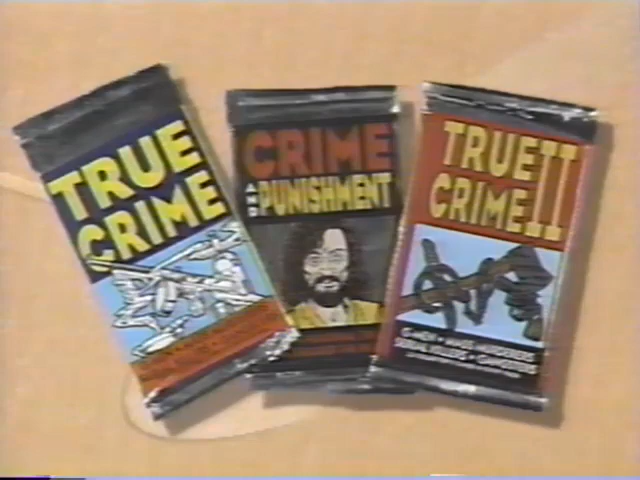 TRUE
CRIME
CRIME
AND
PUNISHMENT
TRUE
CRIME II
G-MEN • MASS MURDERERS
SERIAL KILLERS • GANGSTERS